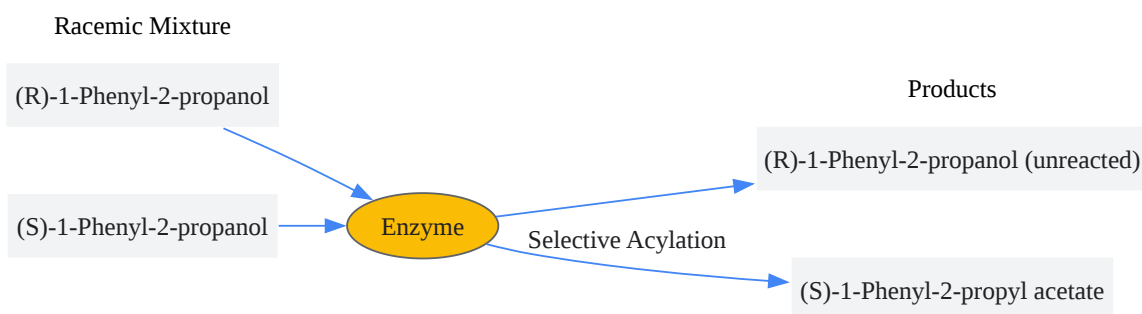 Racemic Mixture
(R)-1-Phenyl-2-propanol
(S)-1-Phenyl-2-propanol
Enzyme
Selective Acylation
Products
(R)-1-Phenyl-2-propanol (unreacted)
(S)-1-Phenyl-2-propyl acetate